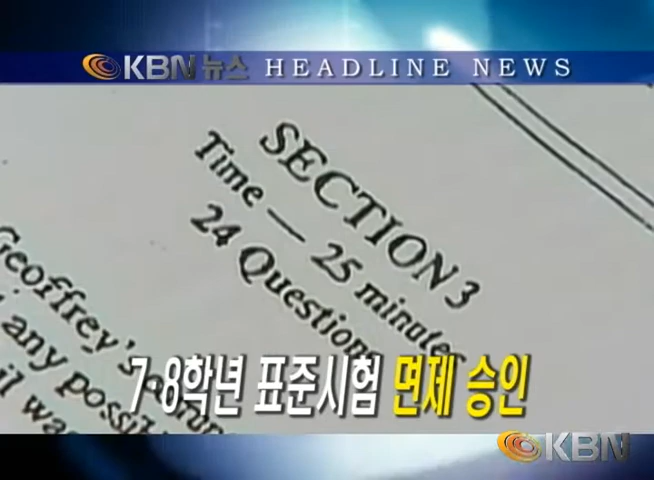 KBN 뉴스 HEADLINE NEWS
SECTION 3
Time — 25 minutes
24 Questions
Geoffrey's
any possib
7 8학년 표준시험 면제 승인
KBN